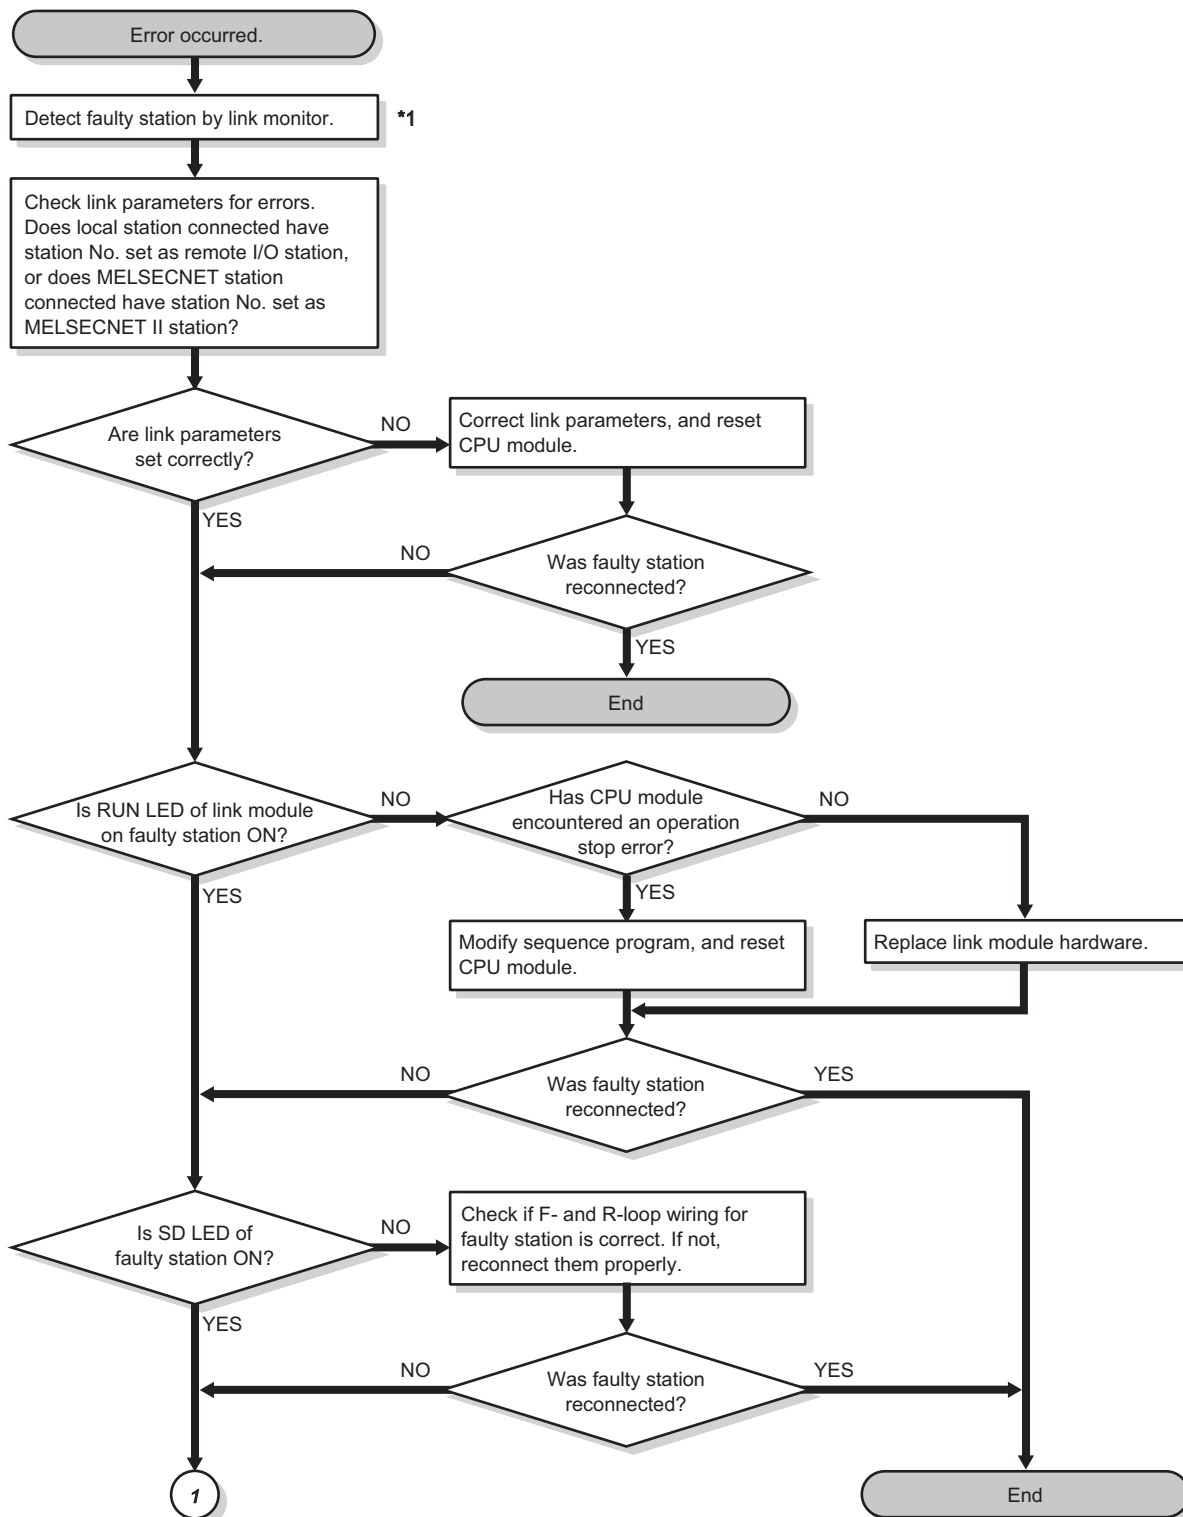 Error occurred.
Detect faulty station by link monitor.
*1
Check link parameters for errors.
Does local station connected have
station No. set as remote I/O station,
or does MELSECNET station
connected have station No. set as
MELSECNET II station?
Are link parameters
set correctly?
NO
Correct link parameters, and reset
CPU module.
YES
NO
Was faulty station
reconnected?
YES
End
Is RUN LED of link module
on faulty station ON?
NO
Has CPU module
encountered an operation
stop error?
NO
YES
YES
Modify sequence program, and reset
CPU module.
Replace link module hardware.
NO
Was faulty station
reconnected?
YES
Is SD LED of
faulty station ON?
NO
Check if F- and R-loop wiring for
faulty station is correct. If not,
reconnect them properly.
YES
NO
Was faulty station
reconnected?
YES
1
End